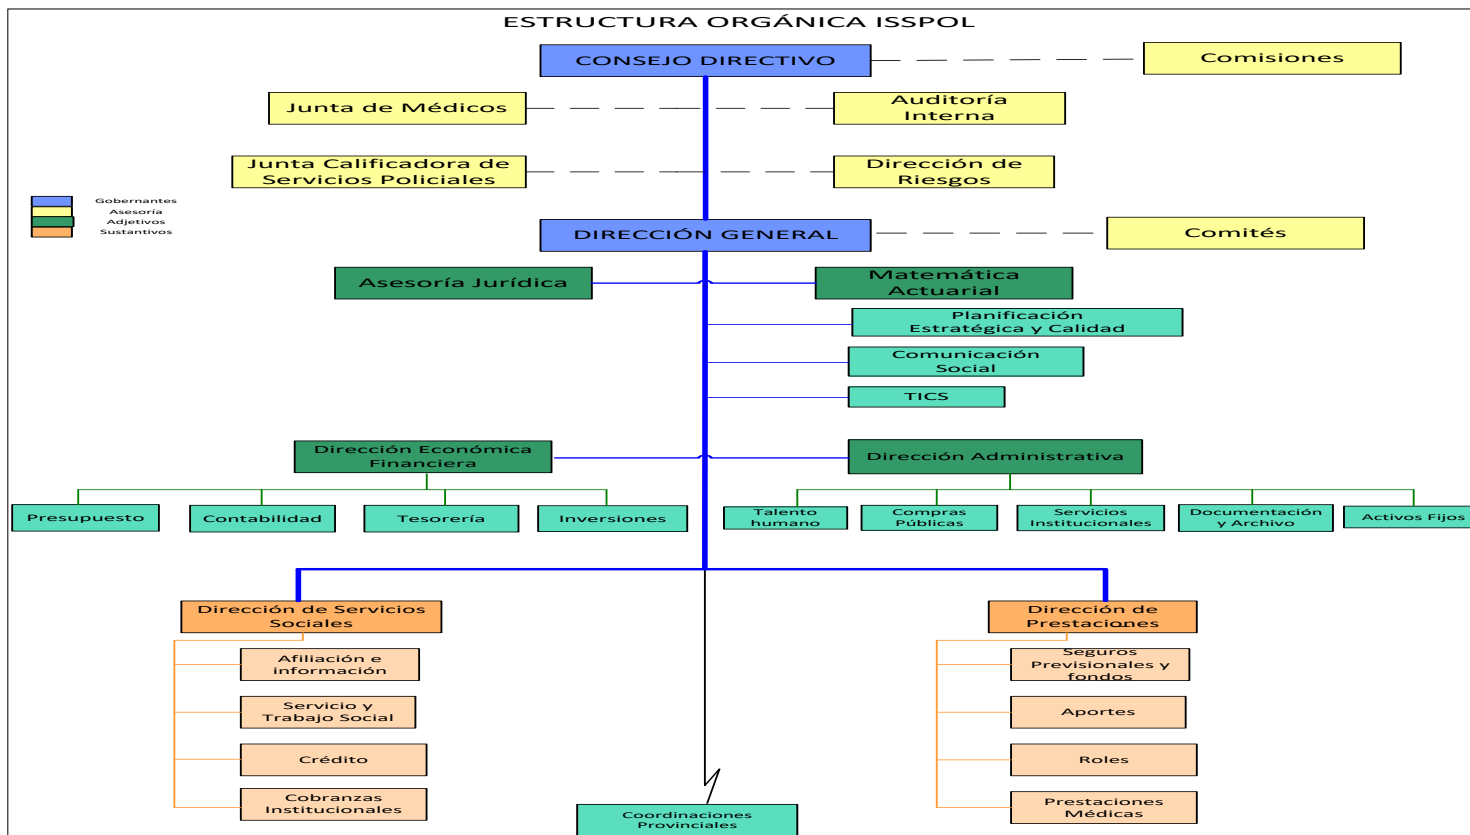 ESTRUCTURA ORGÁNICA ISSPOL
CONSEJO DIRECTIVO
Comisiones
Junta de Médicos
Auditoría
Interna
Junta Calificadora de
Servicios Policiales
Dirección de
Riesgos
Gobernantes
Asesoría
Adjetivos
Sustantivos
DIRECCIÓN GENERAL
Comités
Asesoría Jurídica
Matemática
Actuarial
Planificación
Estratégica y Calidad
Comunicación
Social
TICS
Dirección Económica
Financiera
Dirección Administrativa
Presupuesto
Contabilidad
Tesorería
Inversiones
Talento
humano
Compras
Públicas
Servicios
Institucionales
Documentación
y Archivo
Activos Fijos
Dirección de Servicios
Sociales
Dirección de
Prestaciones
Afiliación e
información
Seguros
Previsionales y
fondos
Servicio y
Trabajo Social
Aportes
Crédito
Roles
Cobranzas
Institucionales
Prestaciones
Médicas
Coordinaciones
Provinciales